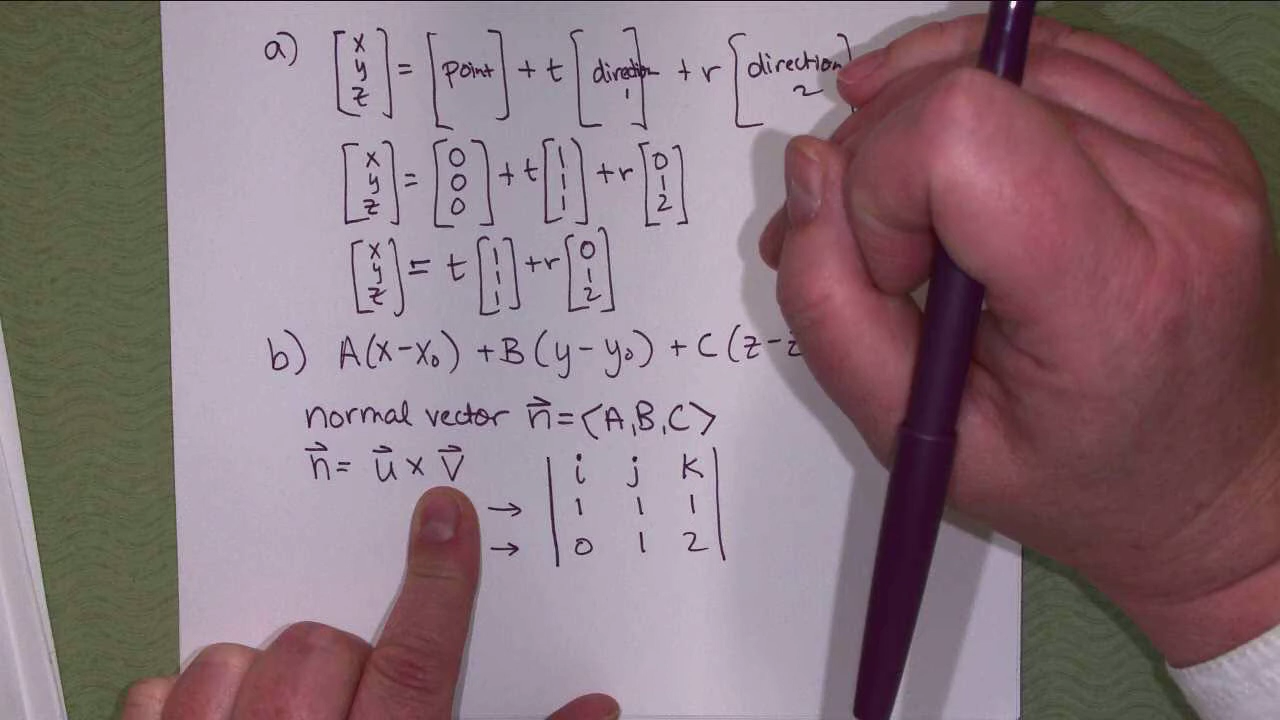 a) [x y z] = [point] + t [direction 1] + r [direction 2]
[x y z] = [0 0 0] + t [1 1 1] + r [0 1 2]
[x y z] = t [1 1 1] + r [0 1 2]
b) A(x-x₀) + B(y-y₀) + C(z-z
normal vector n⃗ = ⟨A,B,C⟩
n⃗ = u⃗ × v⃗
| i j k |
→ | 1 1 1 |
→ | 0 1 2 |